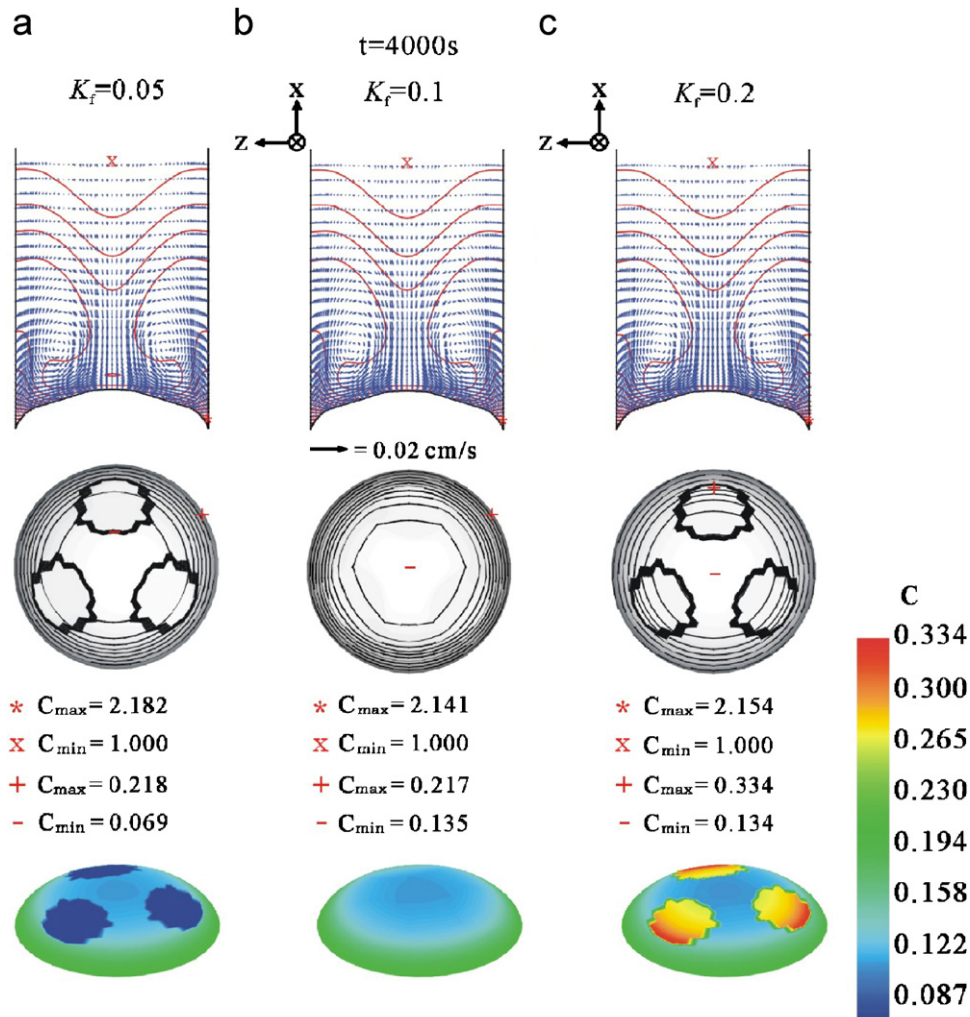 a b c
t=4000s
K_f=0.05 K_f=0.1 K_f=0.2
X X
Z Z
x x x
= 0.02 cm/s
* Cmax= 2.182 * Cmax= 2.141 * Cmax= 2.154
x Cmin= 1.000 x Cmin= 1.000 x Cmin= 1.000
+ Cmax= 0.218 + Cmax= 0.217 + Cmax= 0.334
- Cmin= 0.069 - Cmin= 0.135 - Cmin= 0.134
C
0.334
0.300
0.265
0.230
0.194
0.158
0.122
0.087